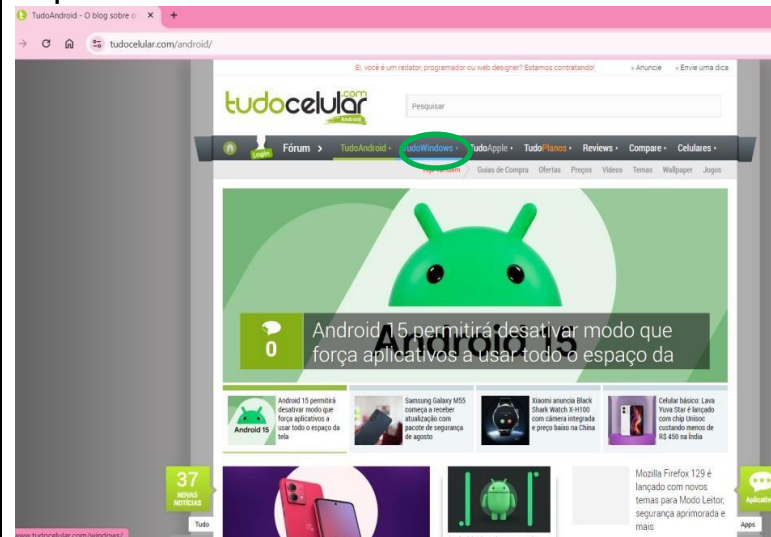 TudoAndroid - O blog sobre o
tudocelular.com/android/
Ei, você é um redator, programador ou web designer? Estamos contratando!
» Anuncie
» Envie uma dica
tudocelular
.com
Android
Pesquisar
Login
Fórum >
TudoAndroid
TudoWindows
TudoApple
TudoPlanos
Reviews
Compare
Celulares
Veja Também
Guias de Compra
Ofertas
Preços
Vídeos
Temas
Wallpaper
Jogos
Android 15
0
Android 15 permitirá desativar modo que
força aplicativos a usar todo o espaço da
Android 15
Android 15 permitirá
desativar modo que
força aplicativos a
usar todo o espaço da
tela
Samsung Galaxy M55
começa a receber
atualização com
pacote de segurança
de agosto
Xiaomi anuncia Black
Shark Watch X-H100
com câmera integrada
e preço baixo na China
Celular básico: Lava
Yuva Star é lançado
com chip Unisoc
custando menos de
R$ 450 na Índia
37
NOVAS
NOTÍCIAS
Tudo
Mozilla Firefox 129 é
lançado com novos
temas para Modo Leitor,
segurança aprimorada e
mais
Aplicativo
Apps
www.tudocelular.com/windows/